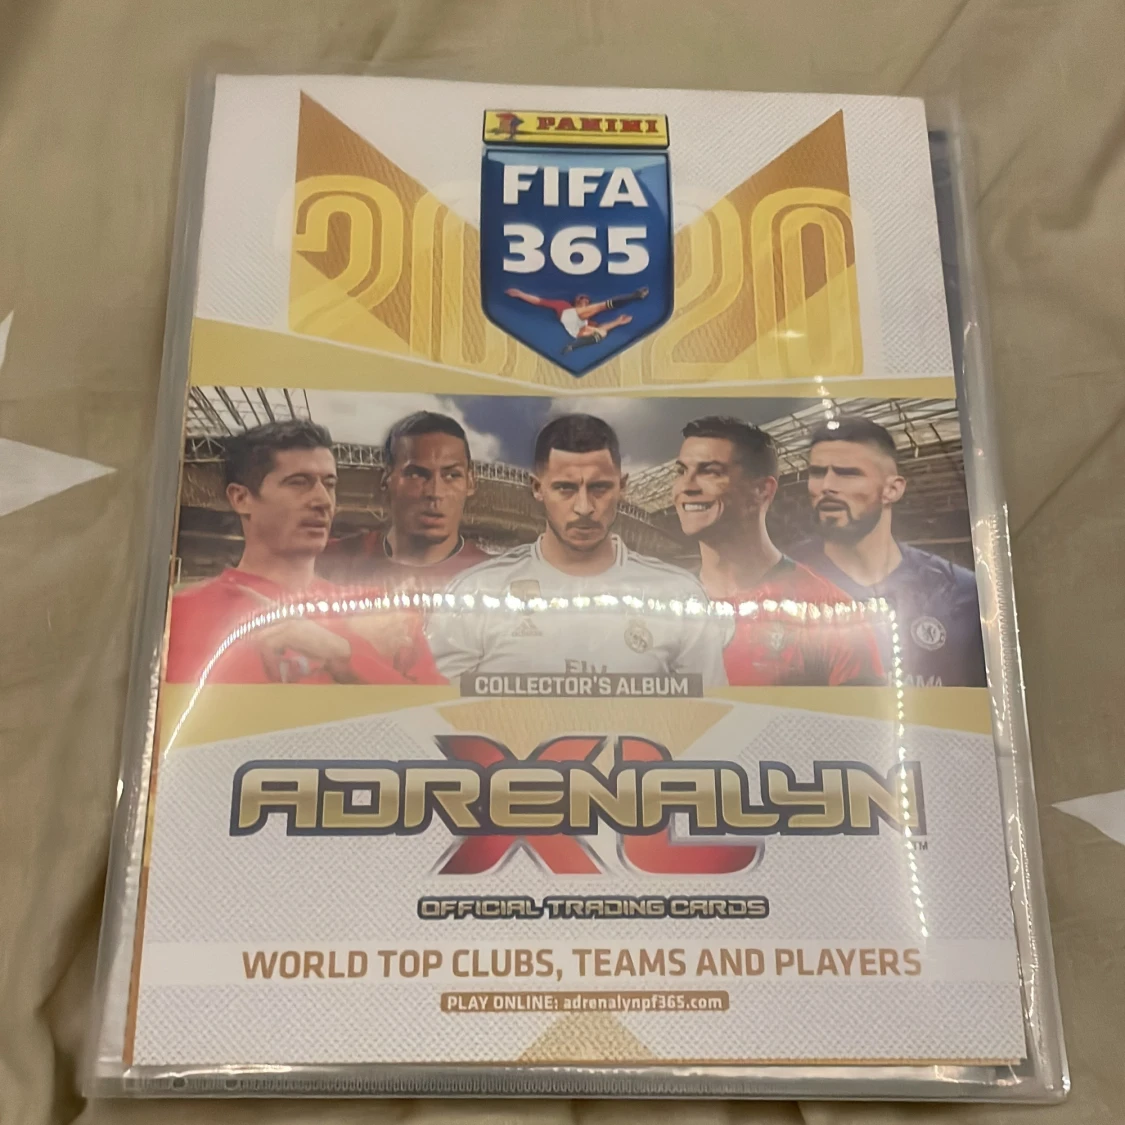 PANINI
2020
FIFA
365
Fly
COLLECTOR'S ALBUM
XL
ADRENALYN
TM
OFFICIAL TRADING CARDS
WORLD TOP CLUBS, TEAMS AND PLAYERS
PLAY ONLINE: adrenalynpf365.com